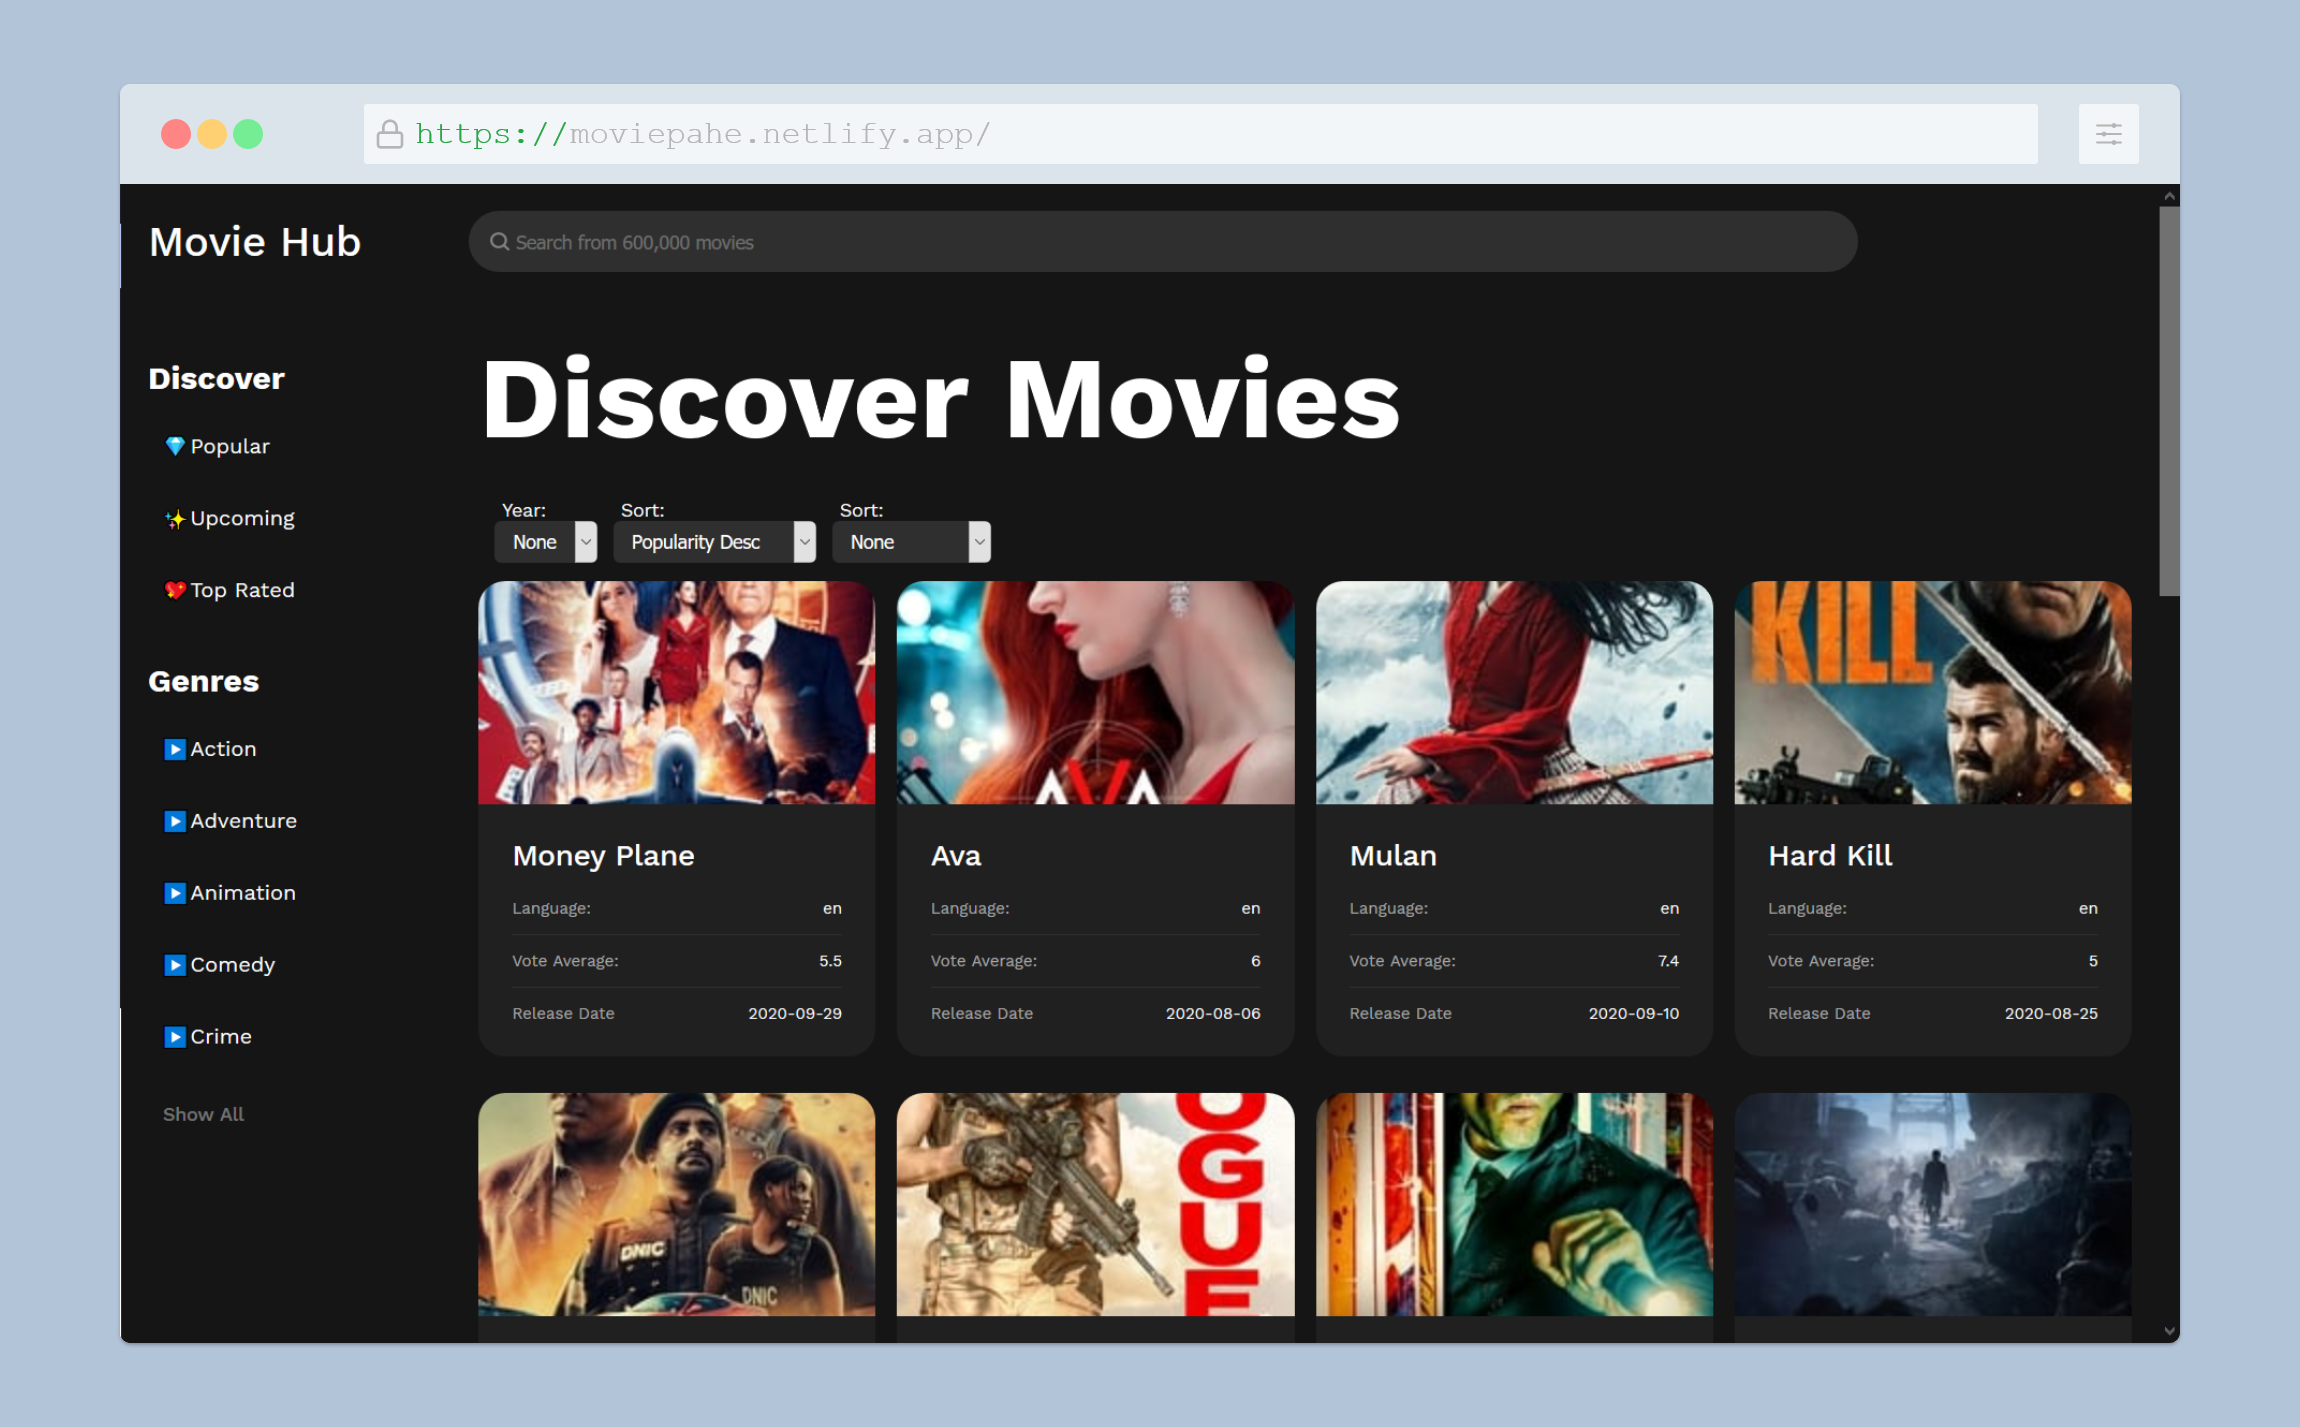 https://moviepahe.netlify.app/
Movie Hub
Search from 600,000 movies
Discover
Popular
Upcoming
Top Rated
Genres
Action
Adventure
Animation
Comedy
Crime
Show All
Discover Movies
Year: Sort: Sort:
None Popularity Desc None
AVA
KILL
Money Plane
Language: en
Vote Average: 5.5
Release Date 2020-09-29
Ava
Language: en
Vote Average: 6
Release Date 2020-08-06
Mulan
Language: en
Vote Average: 7.4
Release Date 2020-09-10
Hard Kill
Language: en
Vote Average: 5
Release Date 2020-08-25
DNIC
DNIC
OGUE